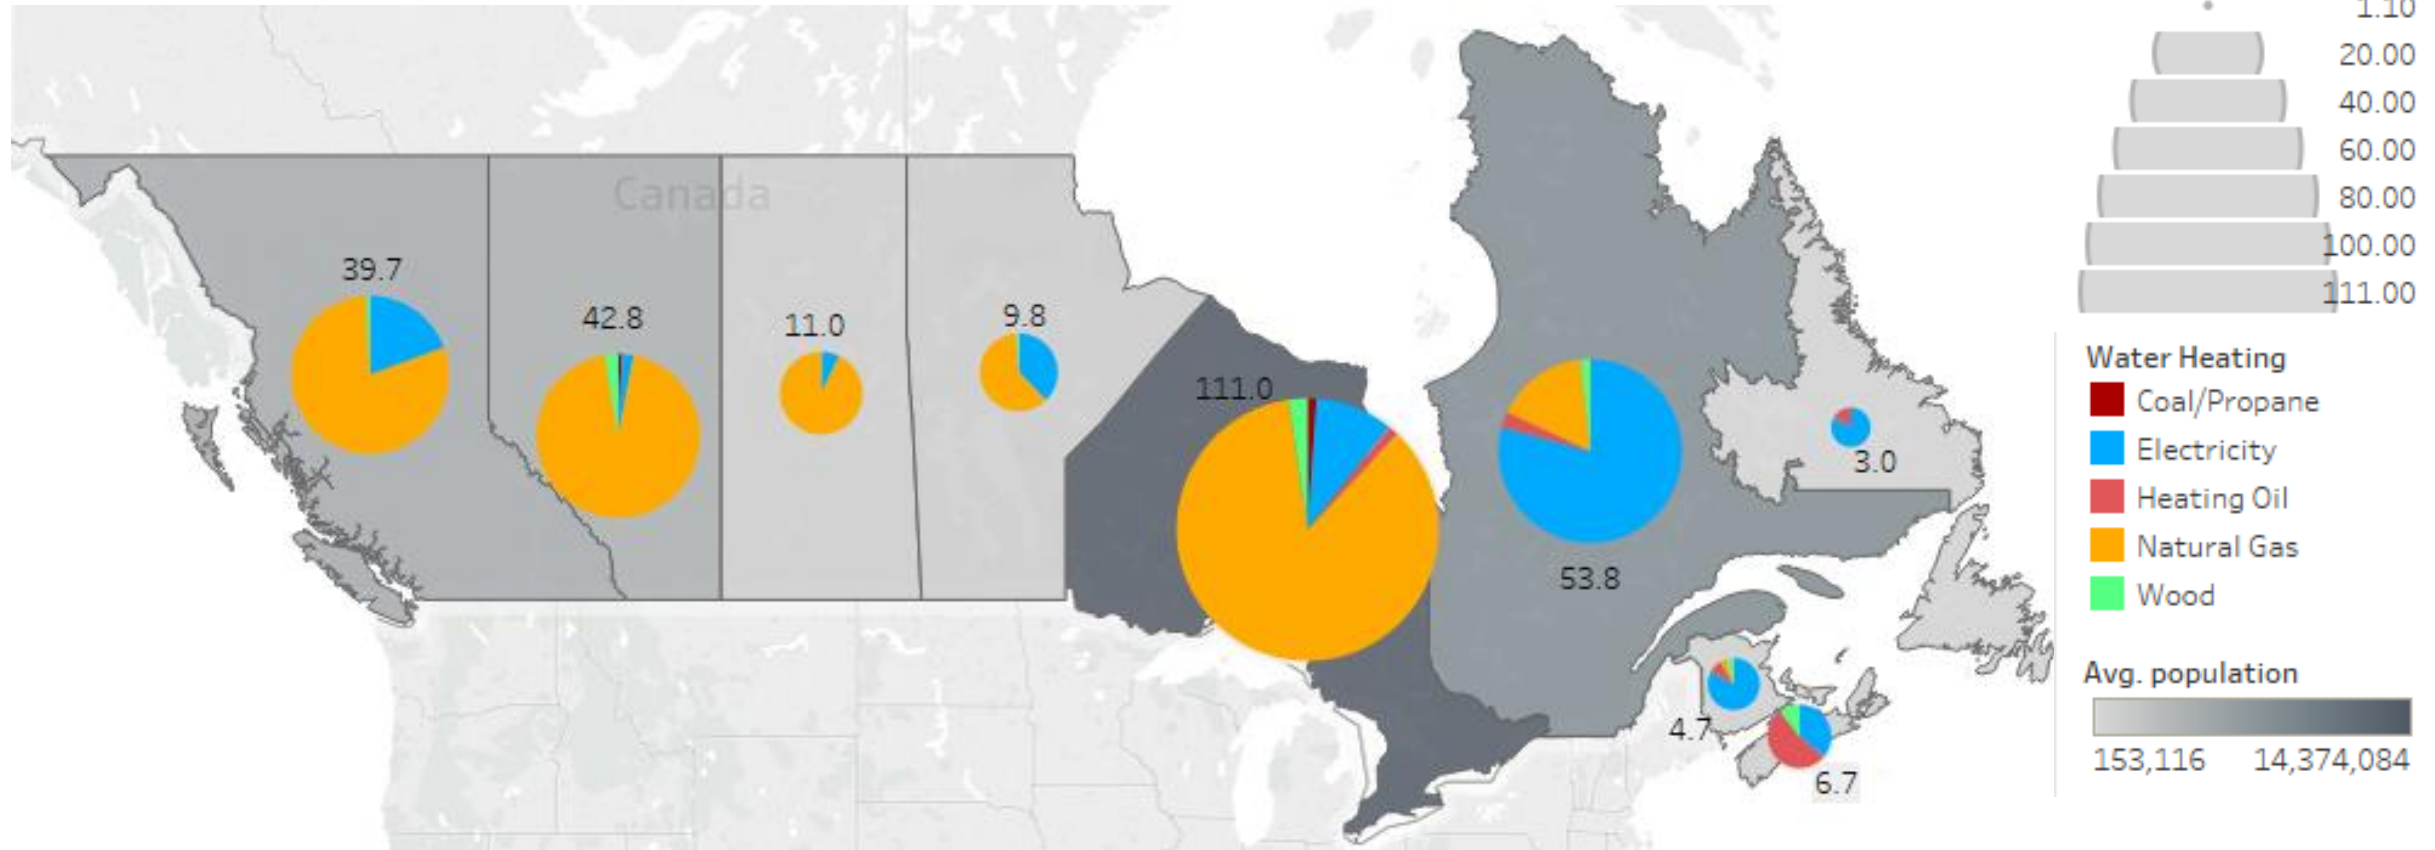 Canada
39.7
42.8
11.0
9.8
111.0
53.8
3.0
4.7
6.7
1.10
20.00
40.00
60.00
80.00
100.00
111.00
Water Heating
Coal/Propane
Electricity
Heating Oil
Natural Gas
Wood
Avg. population
153,116 14,374,084